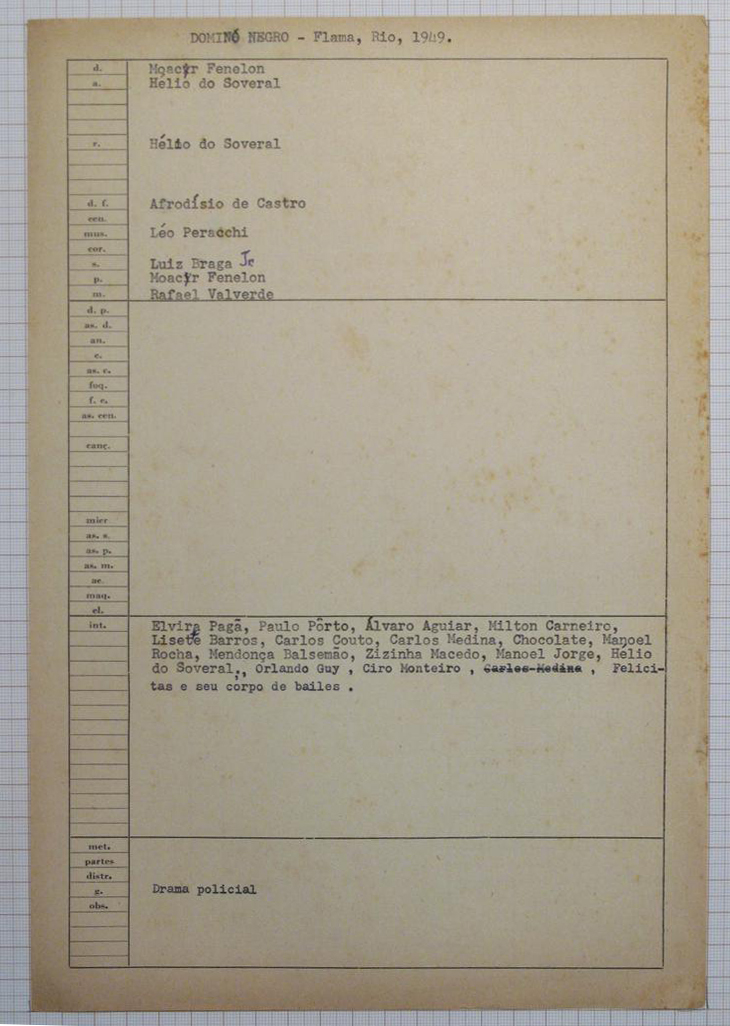 DOMINÓ NEGRO - Flama, Rio, 1949.
d. Moacyr Fenelon
a. Helio do Soveral
r. Hélio do Soveral
d. f. Afrodísio de Castro
cen.
mus. Léo Peracchi
cor.
s. Luiz Braga Jr
p. Moacyr Fenelon
m. Rafael Valverde
d. p.
as. d.
an.
c.
as. c.
foq.
f. c.
as. cen.
canç.
mier
as. s.
as. p.
as. m.
ae.
maq.
el.
int. Elvira Pagã, Paulo Pôrto, Álvaro Aguiar, Milton Carneiro,
Lisete Barros, Carlos Couto, Carlos Medina, Chocolate, Manoel
Rocha, Mendonça Balsemão, Zizinha Macedo, Manoel Jorge, Helio
do Soveral,, Orlando Guy , Ciro Monteiro , Carlos Medina , Felici-
tas e seu corpo de bailes .
met.
partes
distr.
g. Drama policial
obs.